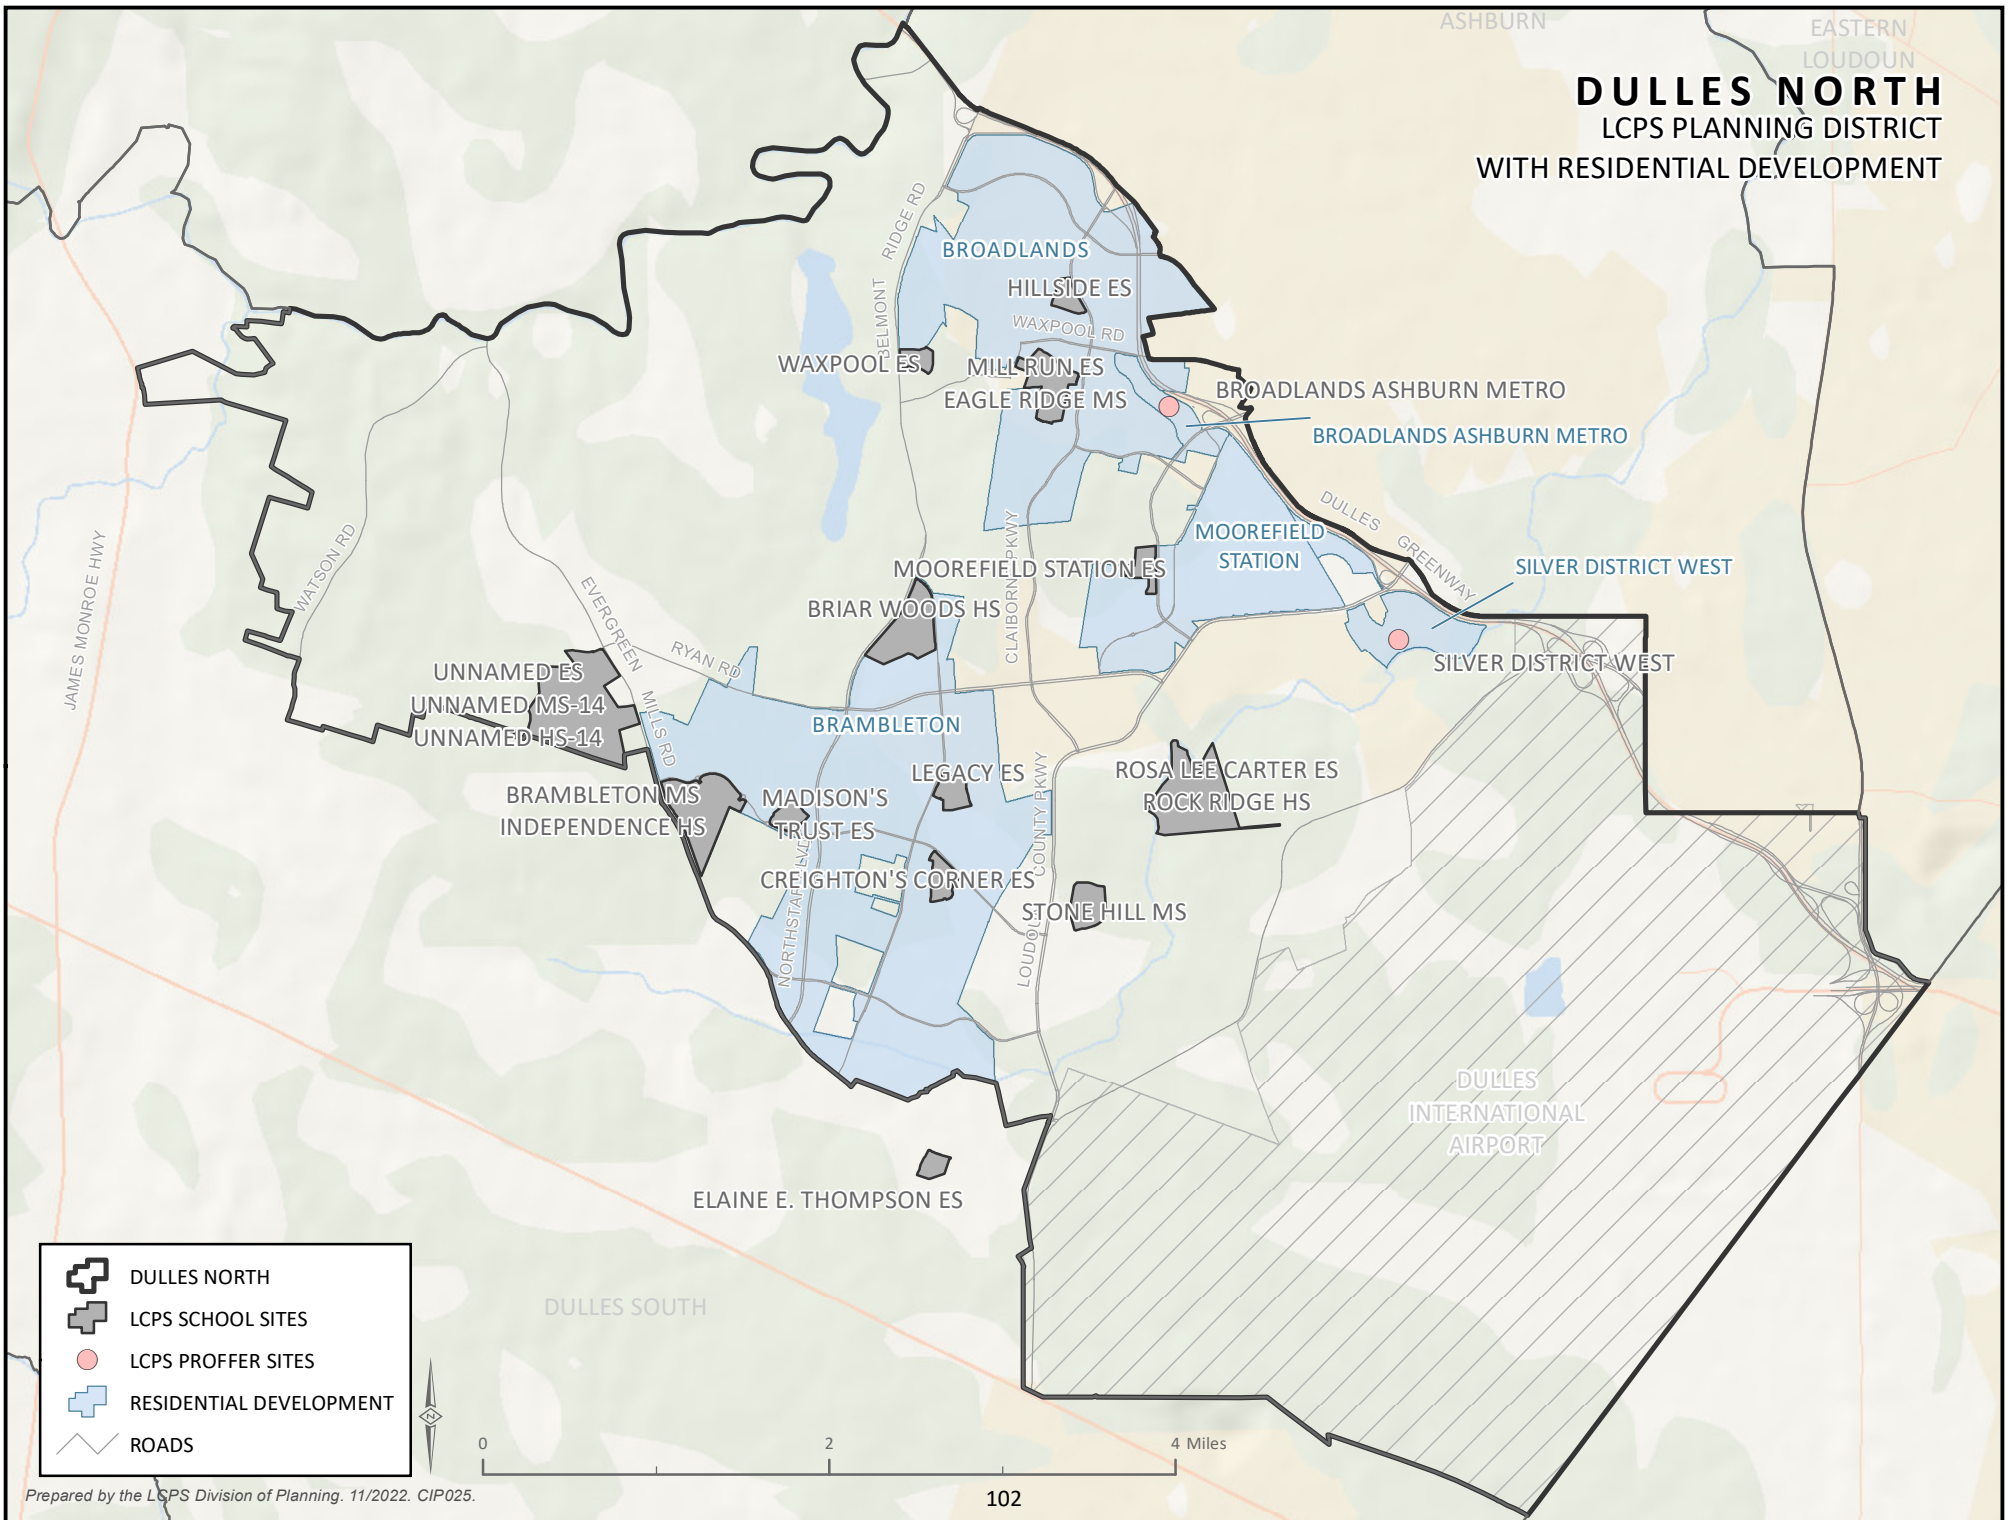 ASHBURN
EASTERN
LOUDOUN
DULLES NORTH
LCPS PLANNING DISTRICT
WITH RESIDENTIAL DEVELOPMENT
BELMONT RIDGE RD
BROADLANDS
HILLSIDE ES
WAXPOOL RD
WAXPOOL ES
MILL RUN ES
EAGLE RIDGE MS
BROADLANDS ASHBURN METRO
BROADLANDS ASHBURN METRO
DULLES GREENWAY
MOOREFIELD
STATION
SILVER DISTRICT WEST
MOOREFIELD STATION ES
CLAIBORNE PKWY
BRIAR WOODS HS
JAMES MONROE HWY
WATSON RD
EVERGREEN MILLS RD
RYAN RD
SILVER DISTRICT WEST
UNNAMED ES
UNNAMED MS-14
UNNAMED HS-14
BRAMBLETON
LEGACY ES
ROSA LEE CARTER ES
ROCK RIDGE HS
BRAMBLETON MS
INDEPENDENCE HS
MADISON'S
TRUST ES
LOUDOUN COUNTY PKWY
NORTHSTAR BLVD
CREIGHTON'S CORNER ES
STONE HILL MS
DULLES
INTERNATIONAL
AIRPORT
ELAINE E. THOMPSON ES
DULLES SOUTH
DULLES NORTH
LCPS SCHOOL SITES
LCPS PROFFER SITES
RESIDENTIAL DEVELOPMENT
ROADS
N
0 2 4 Miles
Prepared by the LCPS Division of Planning. 11/2022. CIP025.
102